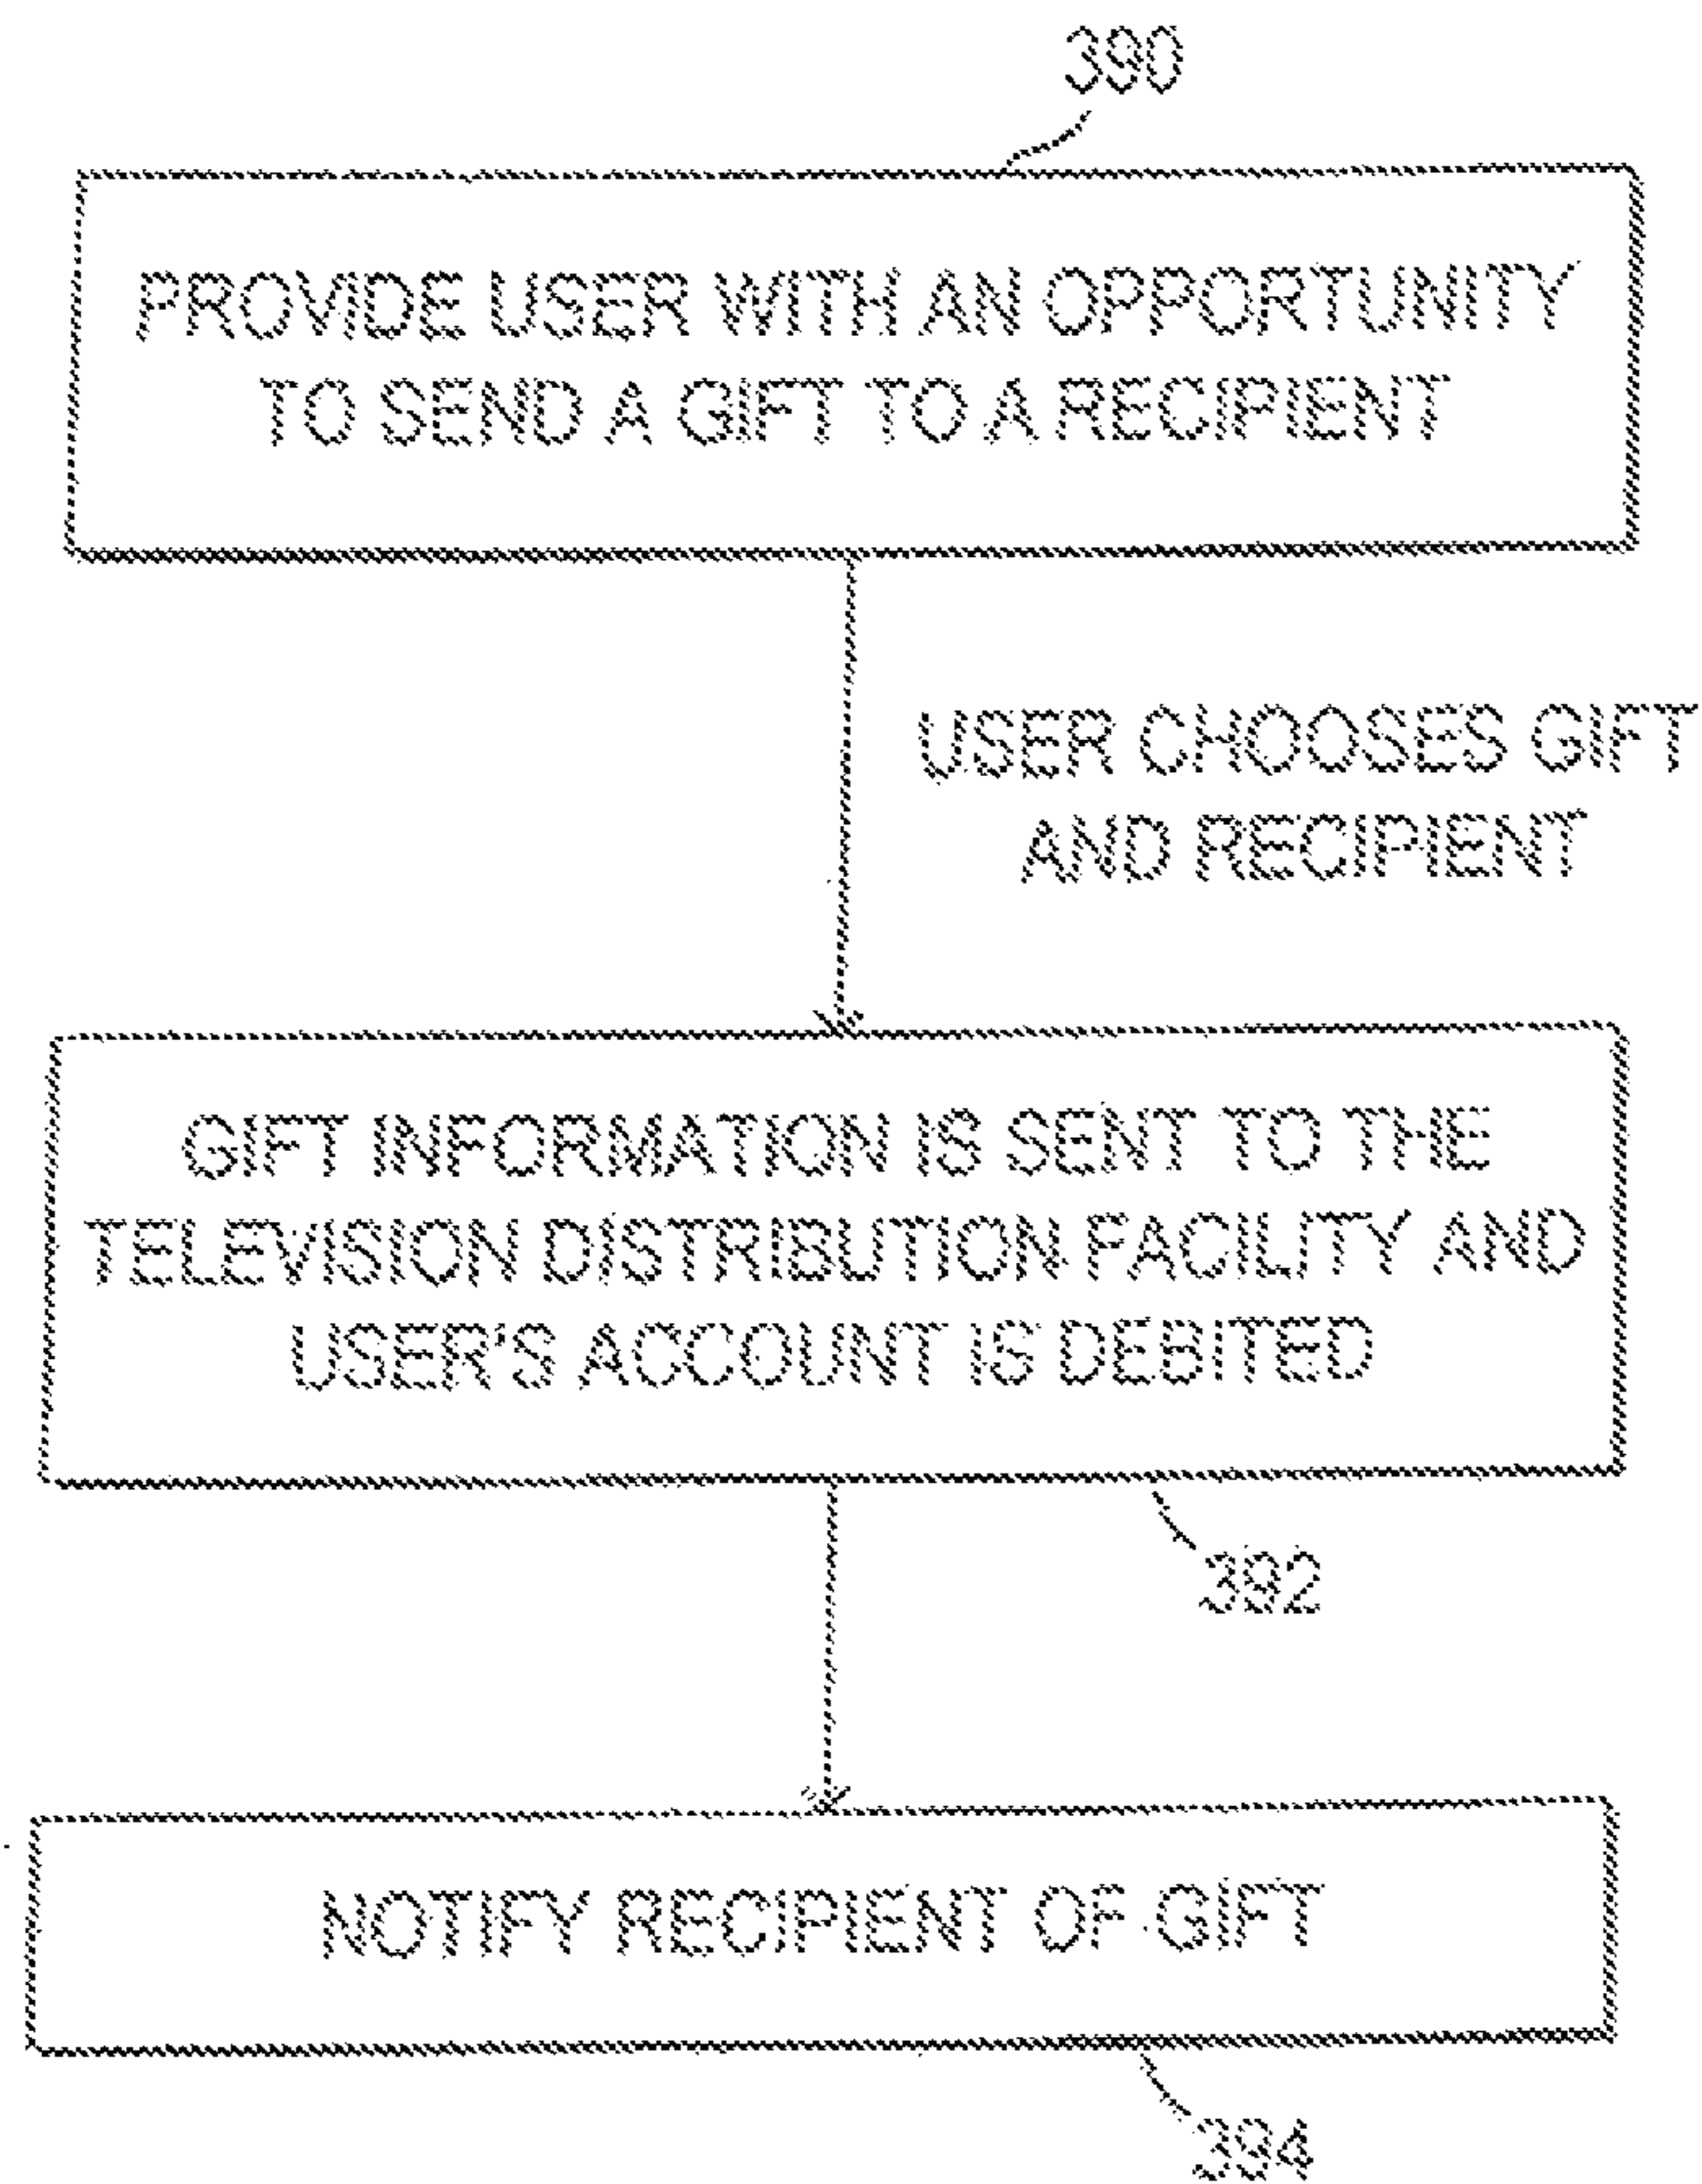 390
PROVIDE USER WITH AN OPPORTUNITY
TO SEND A GIFT TO A RECIPIENT
USER CHOOSES GIFT
AND RECIPIENT
GIFT INFORMATION IS SENT TO THE
TELEVISION DISTRIBUTION FACILITY AND
USER'S ACCOUNT IS DEBITED
392
NOTIFY RECIPIENT OF GIFT
394